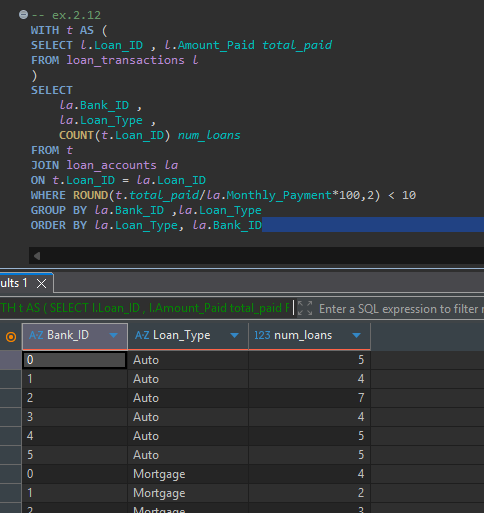 -- ex.2.12
WITH t AS (
SELECT l.Loan_ID , l.Amount_Paid total_paid
FROM loan_transactions l
)
SELECT
la.Bank_ID ,
la.Loan_Type ,
COUNT(t.Loan_ID) num_loans
FROM t
JOIN loan_accounts la
ON t.Loan_ID = la.Loan_ID
WHERE ROUND(t.total_paid/la.Monthly_Payment*100,2) < 10
GROUP BY la.Bank_ID ,la.Loan_Type
ORDER BY la.Loan_Type, la.Bank_ID
ults 1 X
TH t AS ( SELECT l.Loan_ID , l.Amount_Paid total_paid f Enter a SQL expression to filter r
A-Z Bank_ID A-Z Loan_Type 123 num_loans
0 Auto 5
1 Auto 4
2 Auto 7
3 Auto 4
4 Auto 5
5 Auto 5
0 Mortgage 4
1 Mortgage 2
2 Mortgage 3